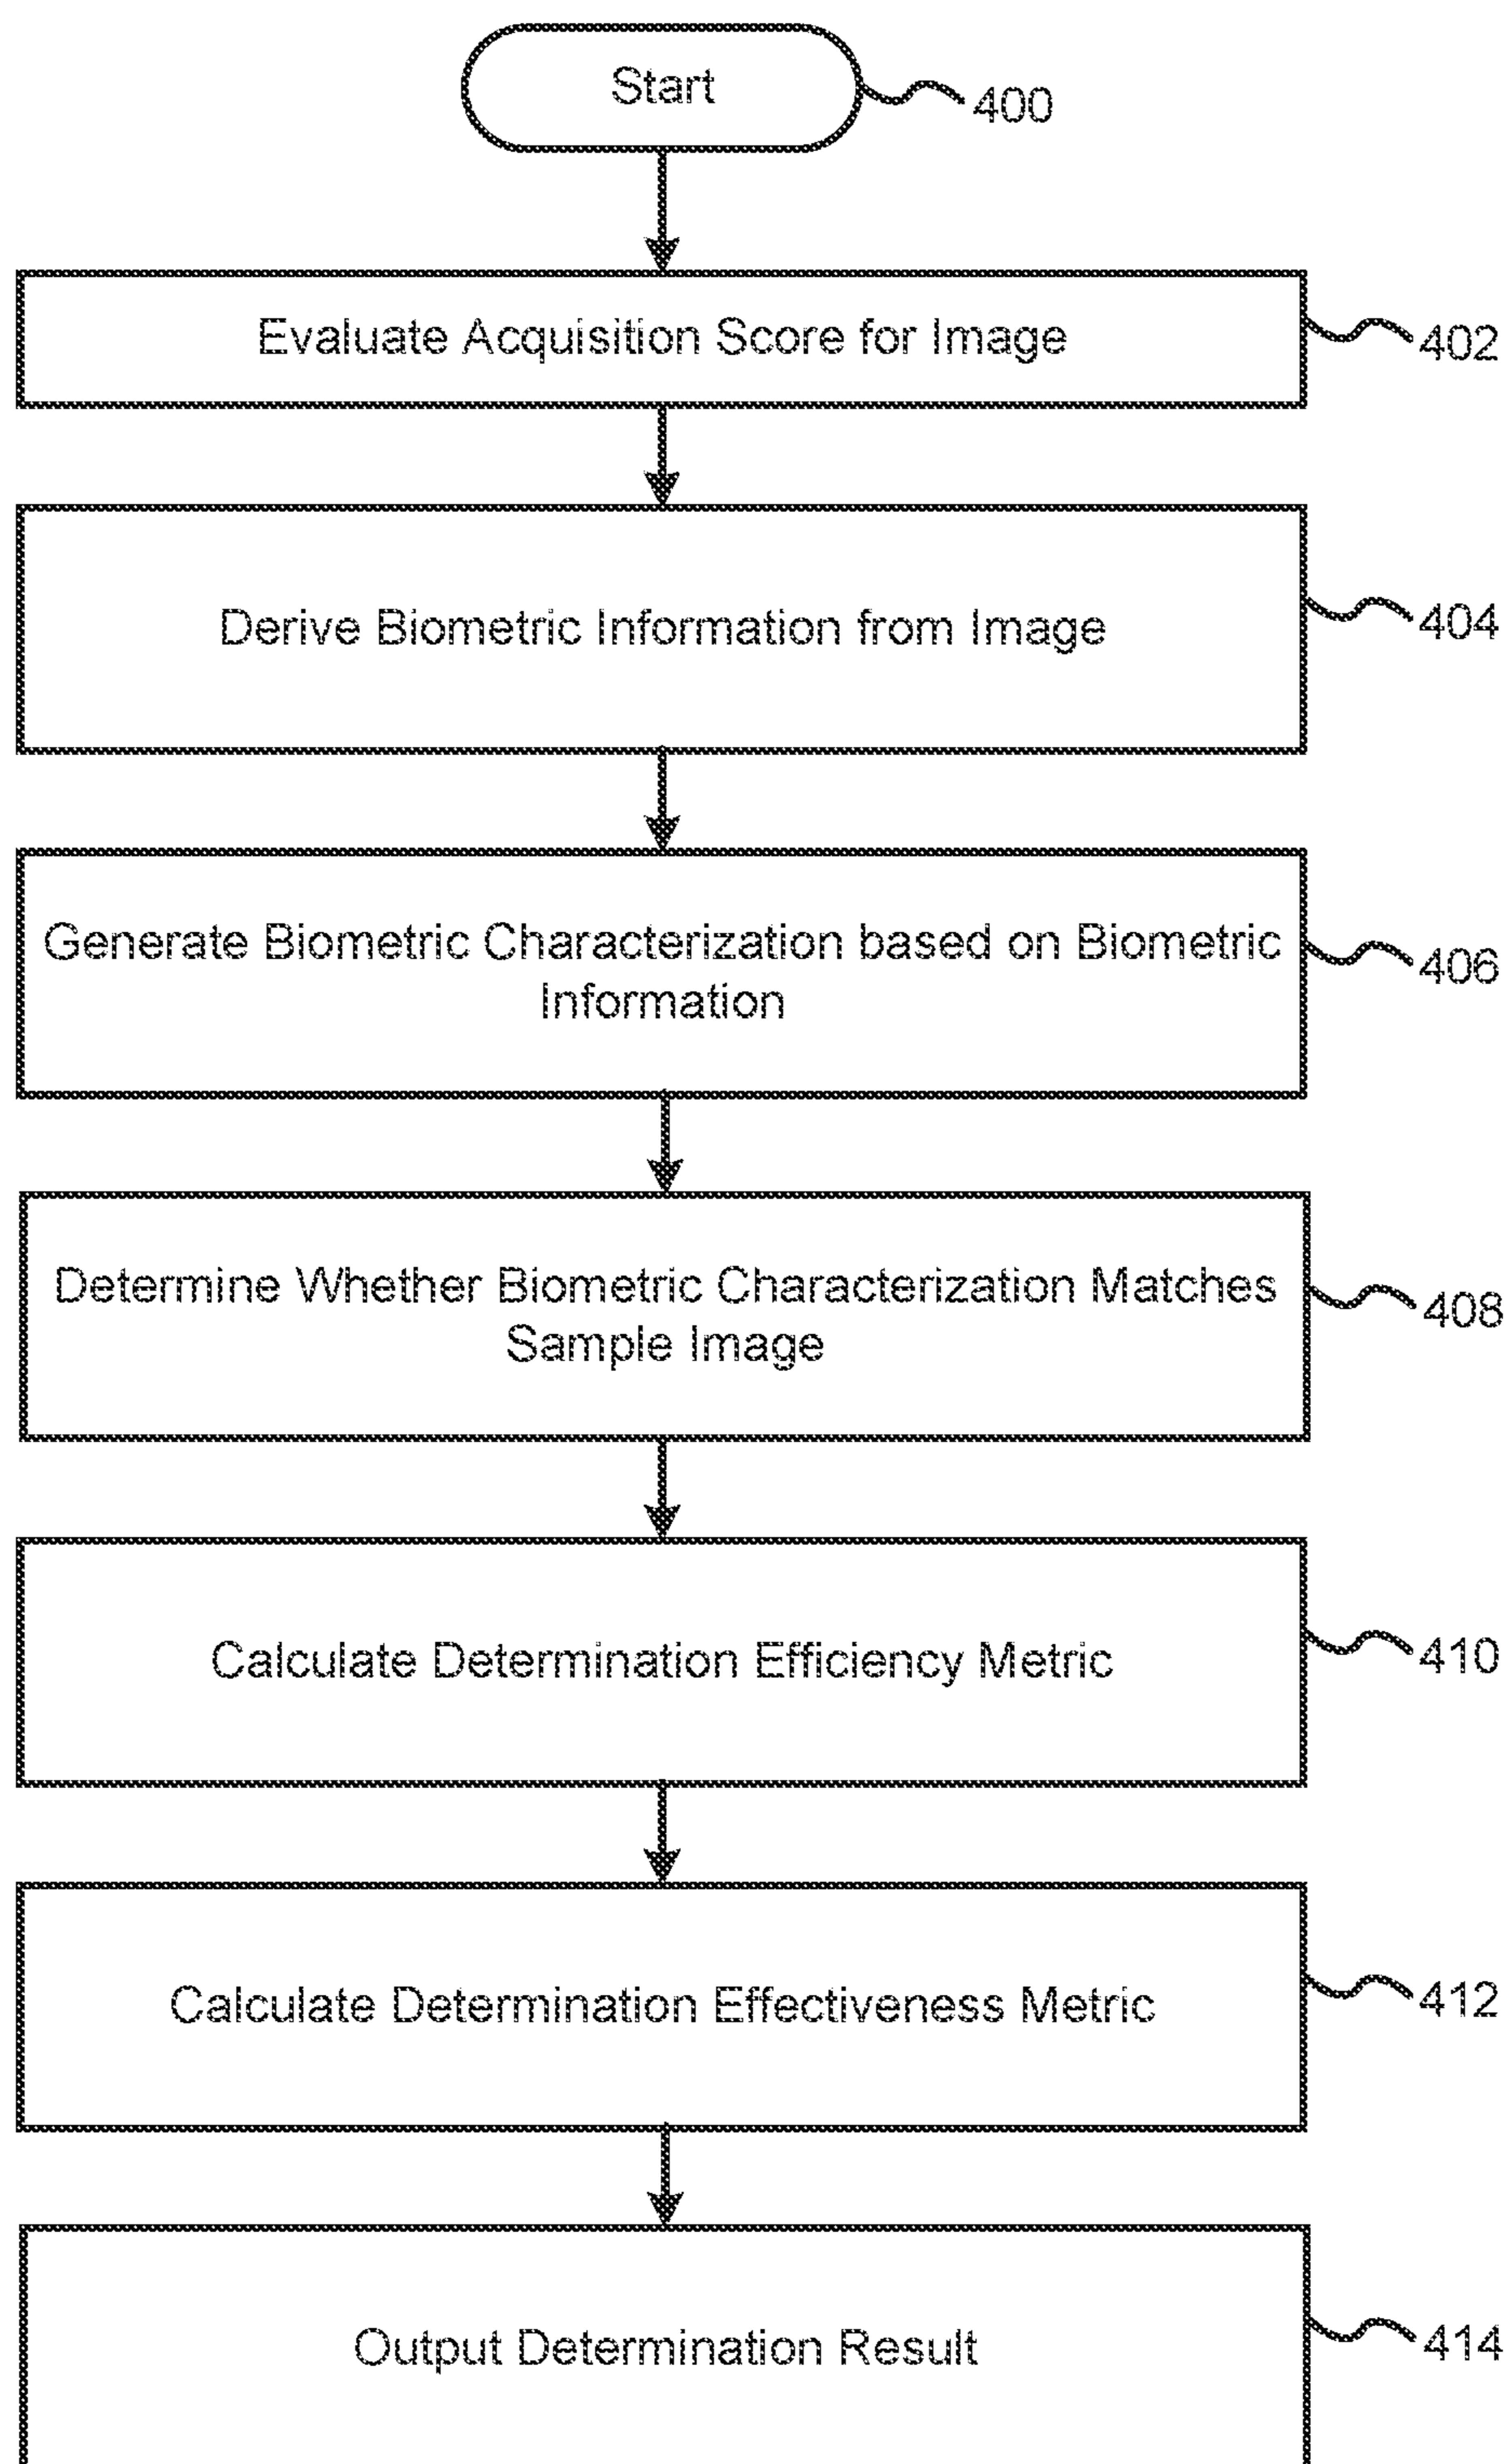 Start
400
Evaluate Acquisition Score for Image
402
Derive Biometric Information from Image
404
Generate Biometric Characterization based on Biometric
Information
406
Determine Whether Biometric Characterization Matches
Sample Image
408
Calculate Determination Efficiency Metric
410
Calculate Determination Effectiveness Metric
412
Output Determination Result
414